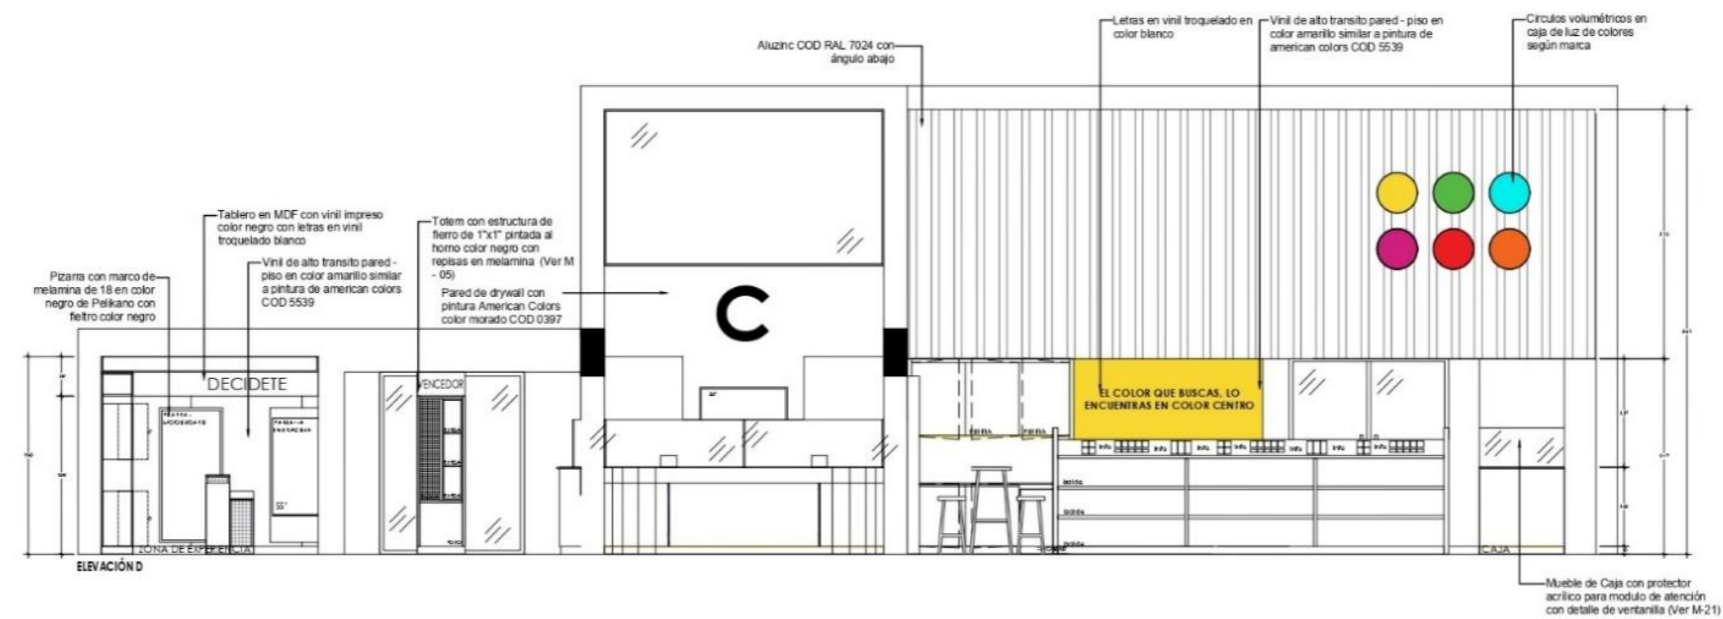 Letras en vinil troquelado en
color blanco
Vinil de alto transito pared - piso en
color amarillo similar a pintura de
american colors COD 5539
Circulos volumétricos en
caja de luz de colores
según marca
Aluzinc COD RAL 7024 con
ángulo abajo
Tablero en MDF con vinil impreso
color negro con letras en vinil
troquelado blanco
Totem con estructura de
fierro de 1"x1" pintada al
horno color negro con
repisas en melamina (Ver M
- 05)
Vinil de alto transito pared -
piso en color amarillo similar
a pintura de american colors
COD 5539
Pizarra con marco de
melamina de 18 en color
negro de Pelikano con
fieltro color negro
Pared de drywall con
pintura American Colors
color morado COD 0397
C
DECIDETE
VENCEDOR
EL COLOR QUE BUSCAS, LO
ENCUENTRAS EN COLOR CENTRO
55"
ZONA DE EXPERIENCIA
CAJA
ELEVACIÓN D
Mueble de Caja con protector
acrílico para modulo de atención
con detalle de ventanilla (Ver M-21)